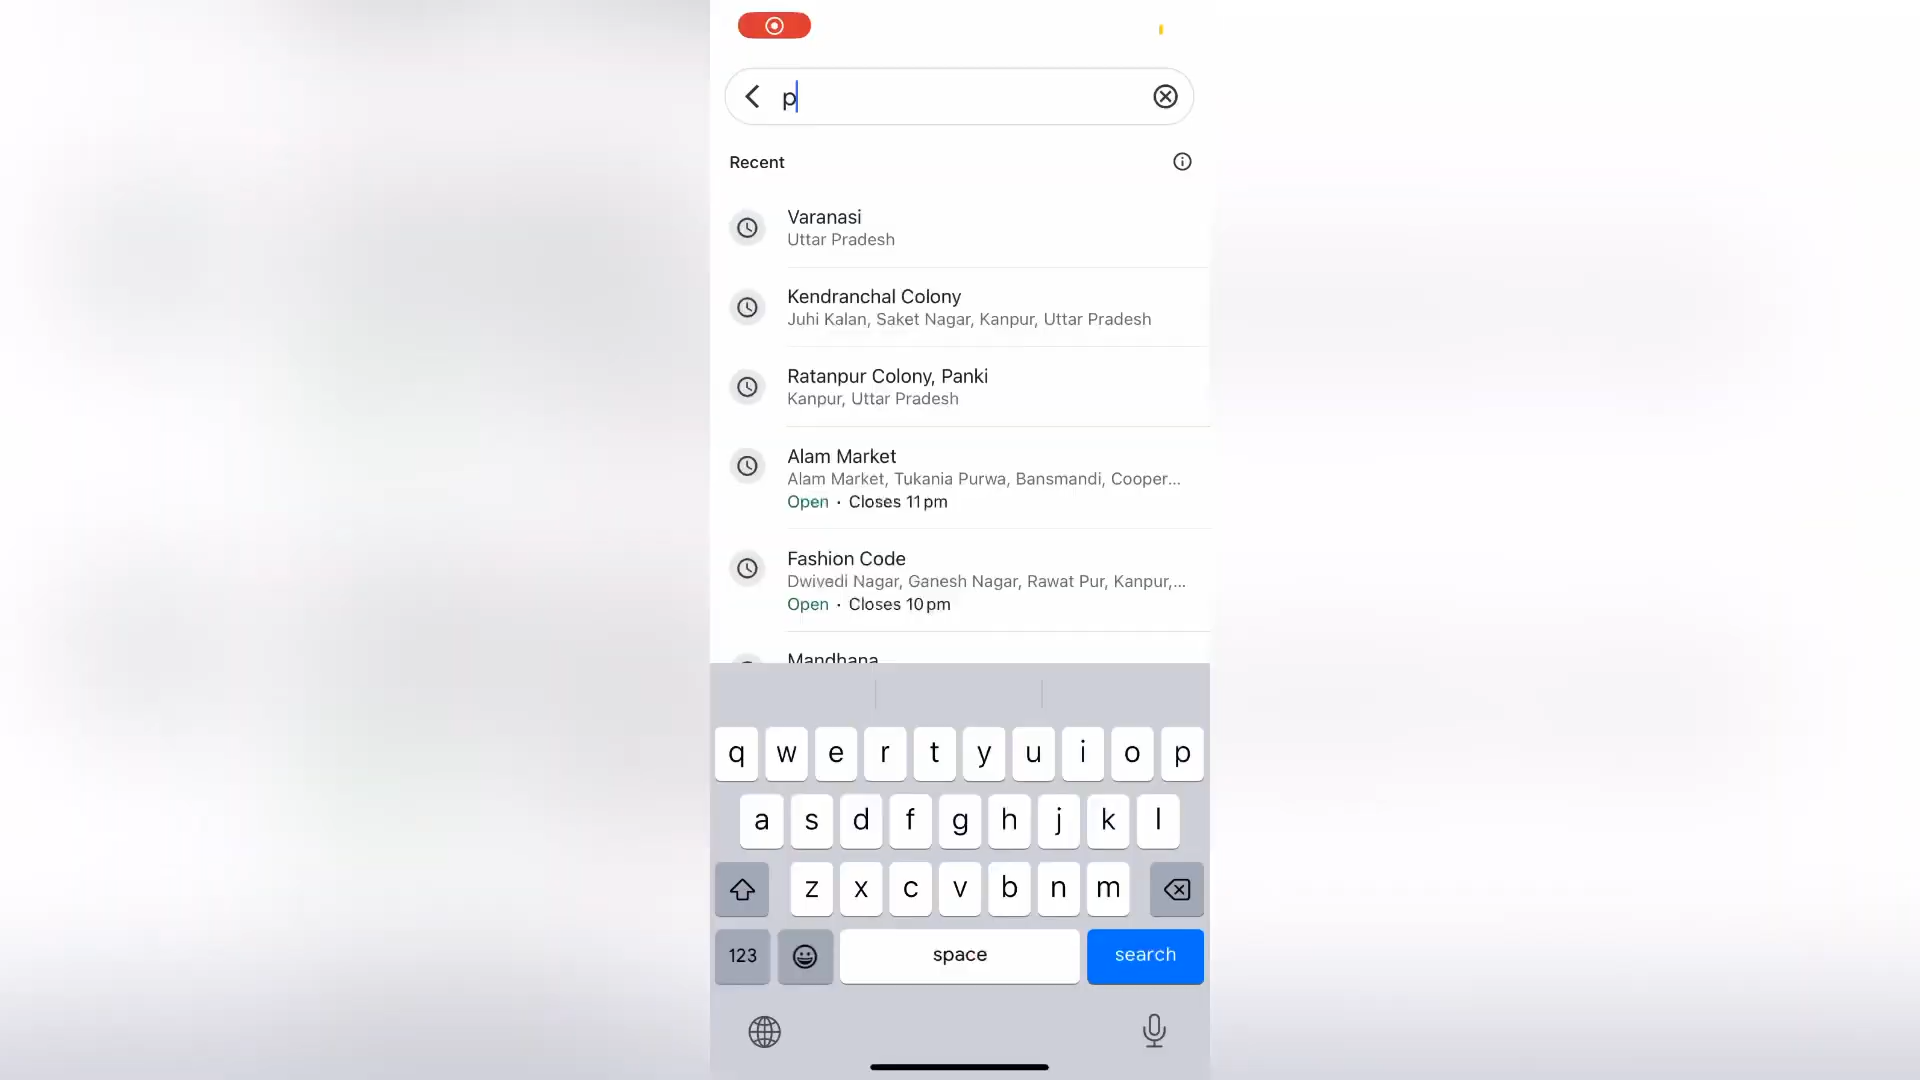 p
Recent
Varanasi
Uttar Pradesh
Kendranchal Colony
Juhi Kalan, Saket Nagar, Kanpur, Uttar Pradesh
Ratanpur Colony, Panki
Kanpur, Uttar Pradesh
Alam Market
Alam Market, Tukania Purwa, Bansmandi, Cooper...
Open · Closes 11 pm
Fashion Code
Dwivedi Nagar, Ganesh Nagar, Rawat Pur, Kanpur,...
Open · Closes 10 pm
Mandhana
q w e r t y u i o p
a s d f g h j k l
z x c v b n m
123 space search